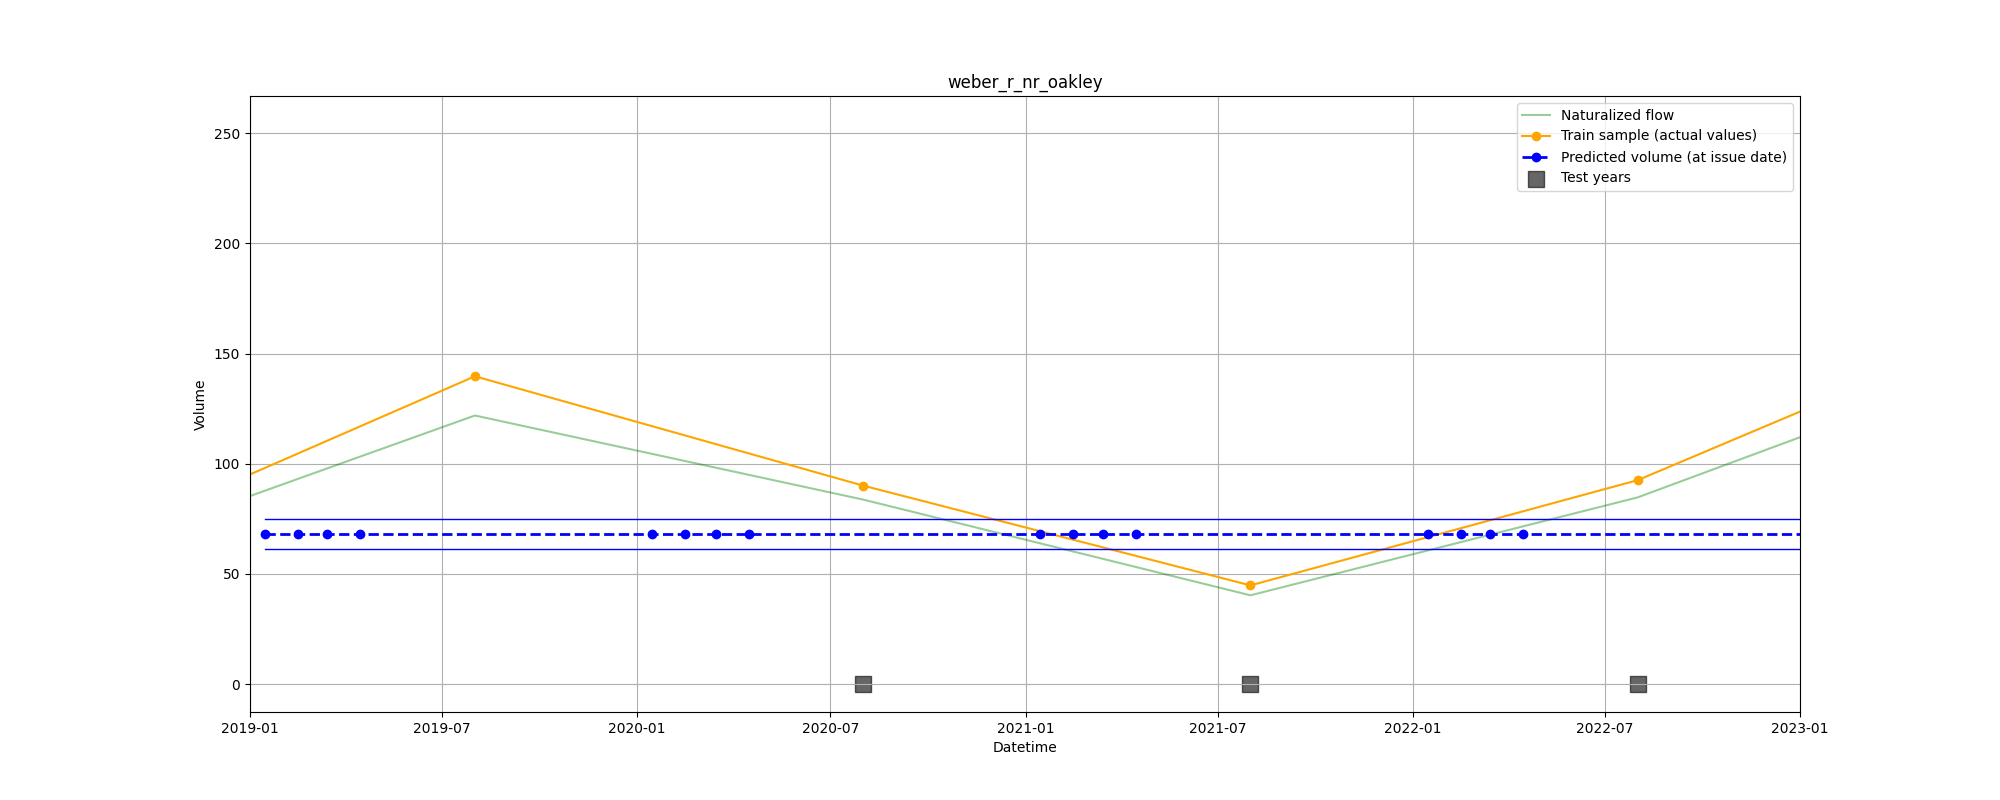 weber_r_nr_oakley
Naturalized flow
Train sample (actual values)
Predicted volume (at issue date)
Test years
250
200
150
100
50
0
Volume
2019-01 2019-07 2020-01 2020-07 2021-01 2021-07 2022-01 2022-07 2023-01
Datetime